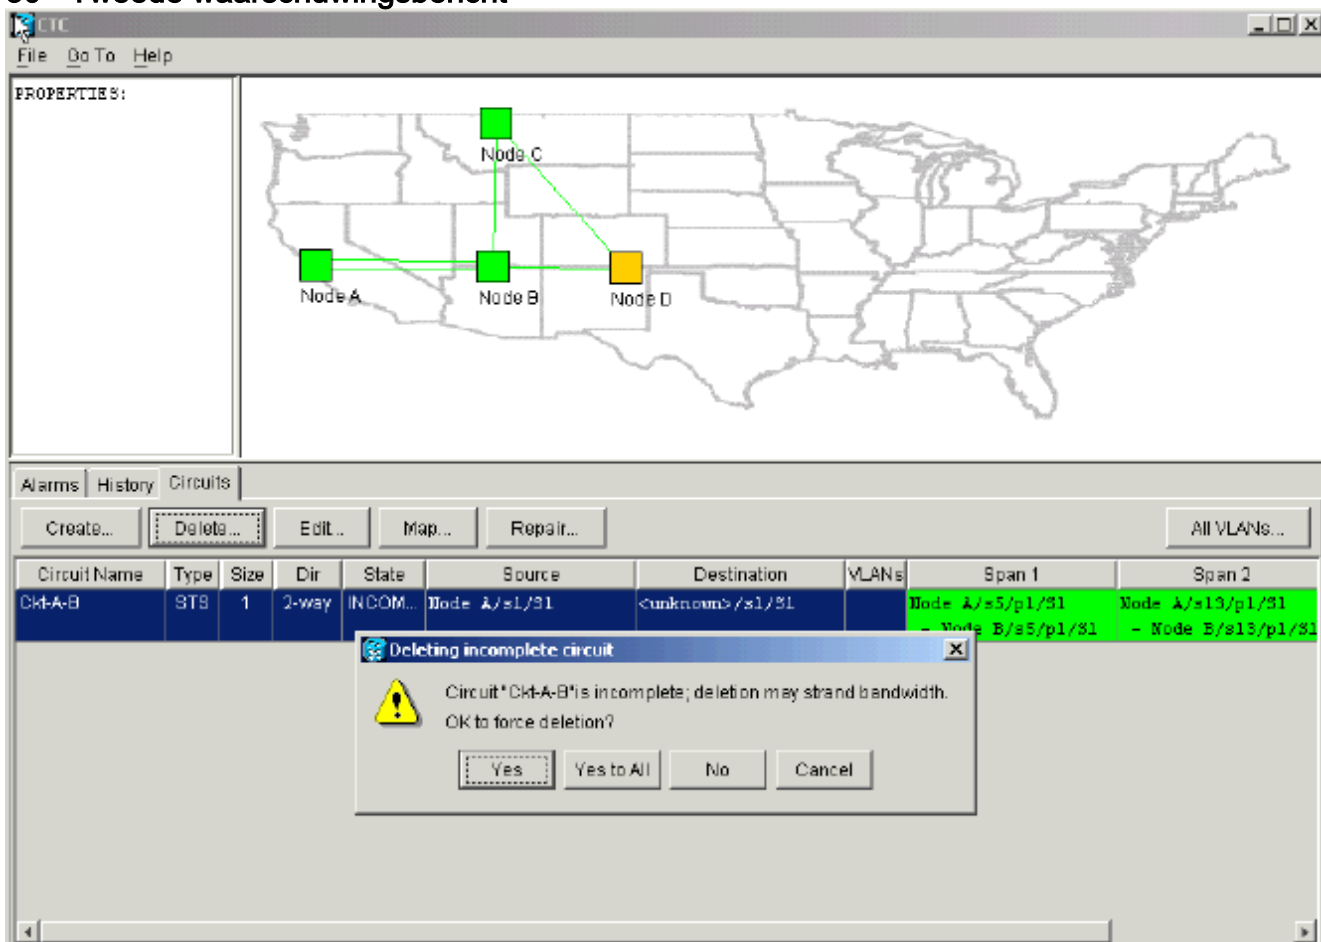 Tweede waarschuwingsbericht
CTC
File Go To Help
PROPERTIES:
Node C
Node A Node B Node D
Alarms History Circuits
Create... Delete... Edit... Map... Repair... All VLANs...
Circuit Name Type Size Dir State Source Destination VLANs Span 1 Span 2
Ckt-A-B STS 1 2-way INCOM... Node A/s1/S1 <unknown>/s1/S1 Node A/s5/p1/S1 Node A/s13/p1/S1
- Node B/s5/p1/S1 - Node B/s13/p1/S1
Deleting incomplete circuit
Circuit "Ckt-A-B" is incomplete; deletion may strand bandwidth.
OK to force deletion?
Yes Yes to All No Cancel